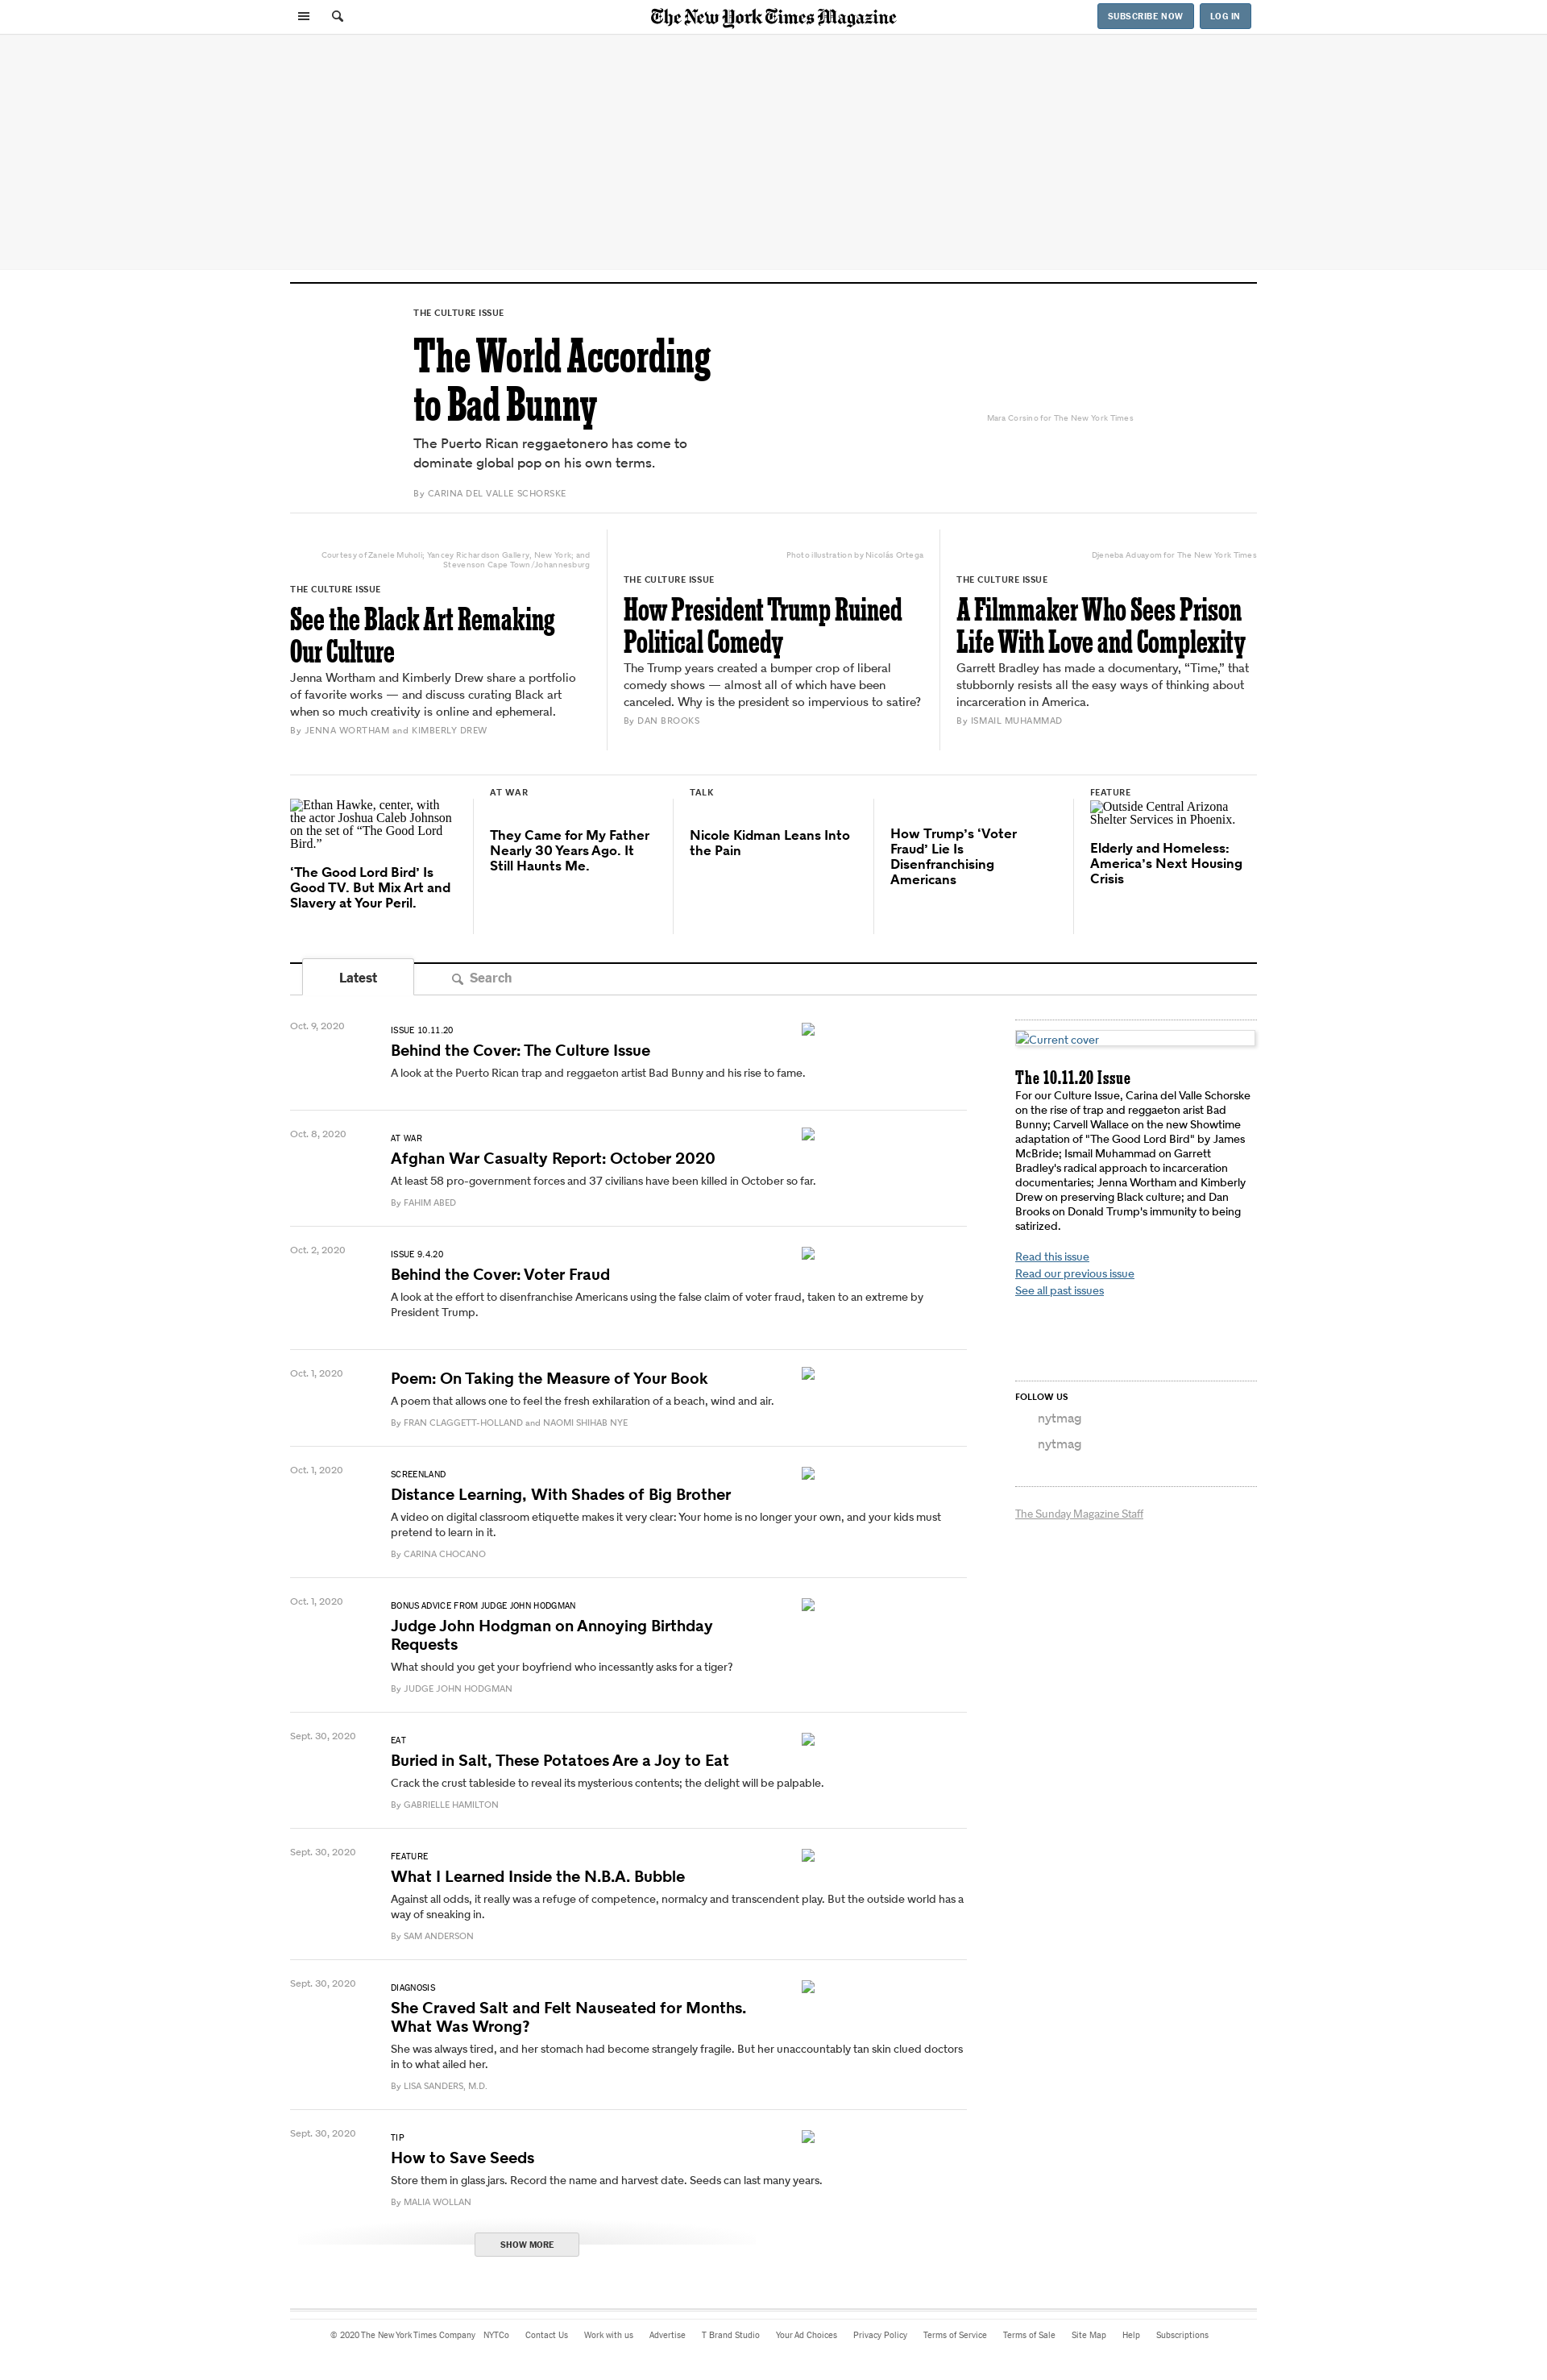 The New York Times Magazine
SUBSCRIBE NOW
LOG IN
THE CULTURE ISSUE
The World According
to Bad Bunny
The Puerto Rican reggaetonero has come to
dominate global pop on his own terms.
By CARINA DEL VALLE SCHORSKE
Mara Corsino for The New York Times
Courtesy of Zanele Muholi; Yancey Richardson Gallery, New York; and
Stevenson Cape Town/Johannesburg
THE CULTURE ISSUE
See the Black Art Remaking
Our Culture
Jenna Wortham and Kimberly Drew share a portfolio
of favorite works — and discuss curating Black art
when so much creativity is online and ephemeral.
By JENNA WORTHAM and KIMBERLY DREW
Photo illustration by Nicolás Ortega
THE CULTURE ISSUE
How President Trump Ruined
Political Comedy
The Trump years created a bumper crop of liberal
comedy shows — almost all of which have been
canceled. Why is the president so impervious to satire?
By DAN BROOKS
Djeneba Aduayom for The New York Times
THE CULTURE ISSUE
A Filmmaker Who Sees Prison
Life With Love and Complexity
Garrett Bradley has made a documentary, “Time,” that
stubbornly resists all the easy ways of thinking about
incarceration in America.
By ISMAIL MUHAMMAD
Ethan Hawke, center, with
the actor Joshua Caleb Johnson
on the set of “The Good Lord
Bird.”
‘The Good Lord Bird’ Is
Good TV. But Mix Art and
Slavery at Your Peril.
AT WAR
They Came for My Father
Nearly 30 Years Ago. It
Still Haunts Me.
TALK
Nicole Kidman Leans Into
the Pain
How Trump’s ‘Voter
Fraud’ Lie Is
Disenfranchising
Americans
FEATURE
Outside Central Arizona
Shelter Services in Phoenix.
Elderly and Homeless:
America’s Next Housing
Crisis
Latest
Search
Oct. 9, 2020
ISSUE 10.11.20
Behind the Cover: The Culture Issue
A look at the Puerto Rican trap and reggaeton artist Bad Bunny and his rise to fame.
Oct. 8, 2020
AT WAR
Afghan War Casualty Report: October 2020
At least 58 pro-government forces and 37 civilians have been killed in October so far.
By FAHIM ABED
Oct. 2, 2020
ISSUE 9.4.20
Behind the Cover: Voter Fraud
A look at the effort to disenfranchise Americans using the false claim of voter fraud, taken to an extreme by
President Trump.
Oct. 1, 2020
Poem: On Taking the Measure of Your Book
A poem that allows one to feel the fresh exhilaration of a beach, wind and air.
By FRAN CLAGGETT-HOLLAND and NAOMI SHIHAB NYE
Oct. 1, 2020
SCREENLAND
Distance Learning, With Shades of Big Brother
A video on digital classroom etiquette makes it very clear: Your home is no longer your own, and your kids must
pretend to learn in it.
By CARINA CHOCANO
Oct. 1, 2020
BONUS ADVICE FROM JUDGE JOHN HODGMAN
Judge John Hodgman on Annoying Birthday
Requests
What should you get your boyfriend who incessantly asks for a tiger?
By JUDGE JOHN HODGMAN
Sept. 30, 2020
EAT
Buried in Salt, These Potatoes Are a Joy to Eat
Crack the crust tableside to reveal its mysterious contents; the delight will be palpable.
By GABRIELLE HAMILTON
Sept. 30, 2020
FEATURE
What I Learned Inside the N.B.A. Bubble
Against all odds, it really was a refuge of competence, normalcy and transcendent play. But the outside world has a
way of sneaking in.
By SAM ANDERSON
Sept. 30, 2020
DIAGNOSIS
She Craved Salt and Felt Nauseated for Months.
What Was Wrong?
She was always tired, and her stomach had become strangely fragile. But her unaccountably tan skin clued doctors
in to what ailed her.
By LISA SANDERS, M.D.
Sept. 30, 2020
TIP
How to Save Seeds
Store them in glass jars. Record the name and harvest date. Seeds can last many years.
By MALIA WOLLAN
SHOW MORE
Current cover
The 10.11.20 Issue
For our Culture Issue, Carina del Valle Schorske
on the rise of trap and reggaeton arist Bad
Bunny; Carvell Wallace on the new Showtime
adaptation of "The Good Lord Bird" by James
McBride; Ismail Muhammad on Garrett
Bradley's radical approach to incarceration
documentaries; Jenna Wortham and Kimberly
Drew on preserving Black culture; and Dan
Brooks on Donald Trump's immunity to being
satirized.
Read this issue
Read our previous issue
See all past issues
FOLLOW US
nytmag
nytmag
The Sunday Magazine Staff
© 2020 The New York Times Company NYTCo Contact Us Work with us Advertise T Brand Studio Your Ad Choices Privacy Policy Terms of Service Terms of Sale Site Map Help Subscriptions